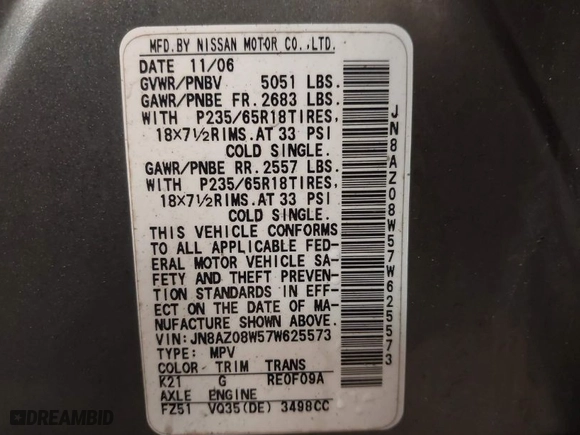 MFD.BY NISSAN MOTOR CO.,LTD.
DATE 11/06
GVWR/PNBV 5051 LBS.
GAWR/PNBE FR.2683 LBS.
WITH P235/65R18TIRES,
18×7½RIMS.AT 33 PSI
COLD SINGLE.
GAWR/PNBE RR.2557 LBS.
WITH P235/65R18TIRES,
18×7½RIMS.AT 33 PSI
COLD SINGLE.
THIS VEHICLE CONFORMS
TO ALL APPLICABLE FED-
ERAL MOTOR VEHICLE SA-
FETY AND THEFT PREVEN-
TION STANDARDS IN EFF-
ECT ON THE DATE OF MA-
NUFACTURE SHOWN ABOVE.
VIN:JN8AZ08W57W625573
TYPE: MPV
COLOR TRIM TRANS
K21 G RE0F09A
AXLE ENGINE
FZ51 VQ35(DE) 3498CC
JN8AZ08W57W625573
DREAMBID